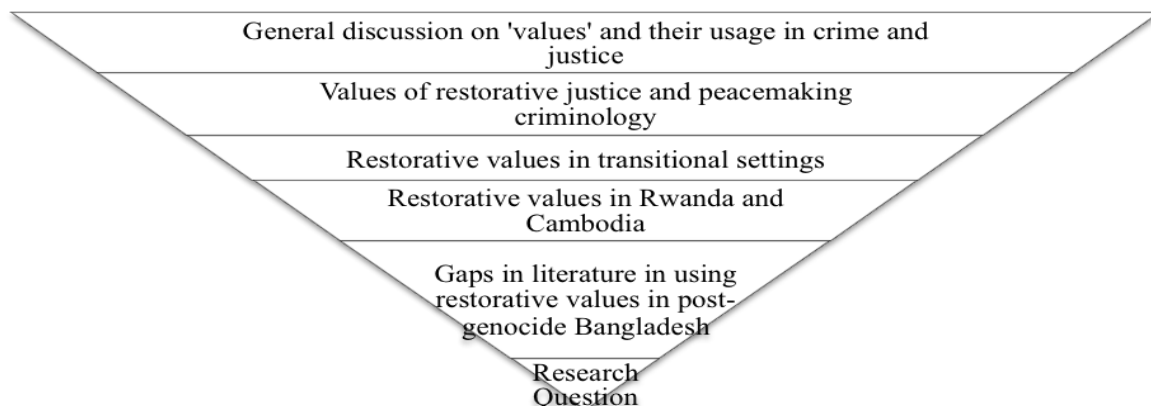 General discussion on 'values' and their usage in crime and
justice
Values of restorative justice and peacemaking
criminology
Restorative values in transitional settings
Restorative values in Rwanda and
Cambodia
Gaps in literature in using
restorative values in post-
genocide Bangladesh
Research
Question